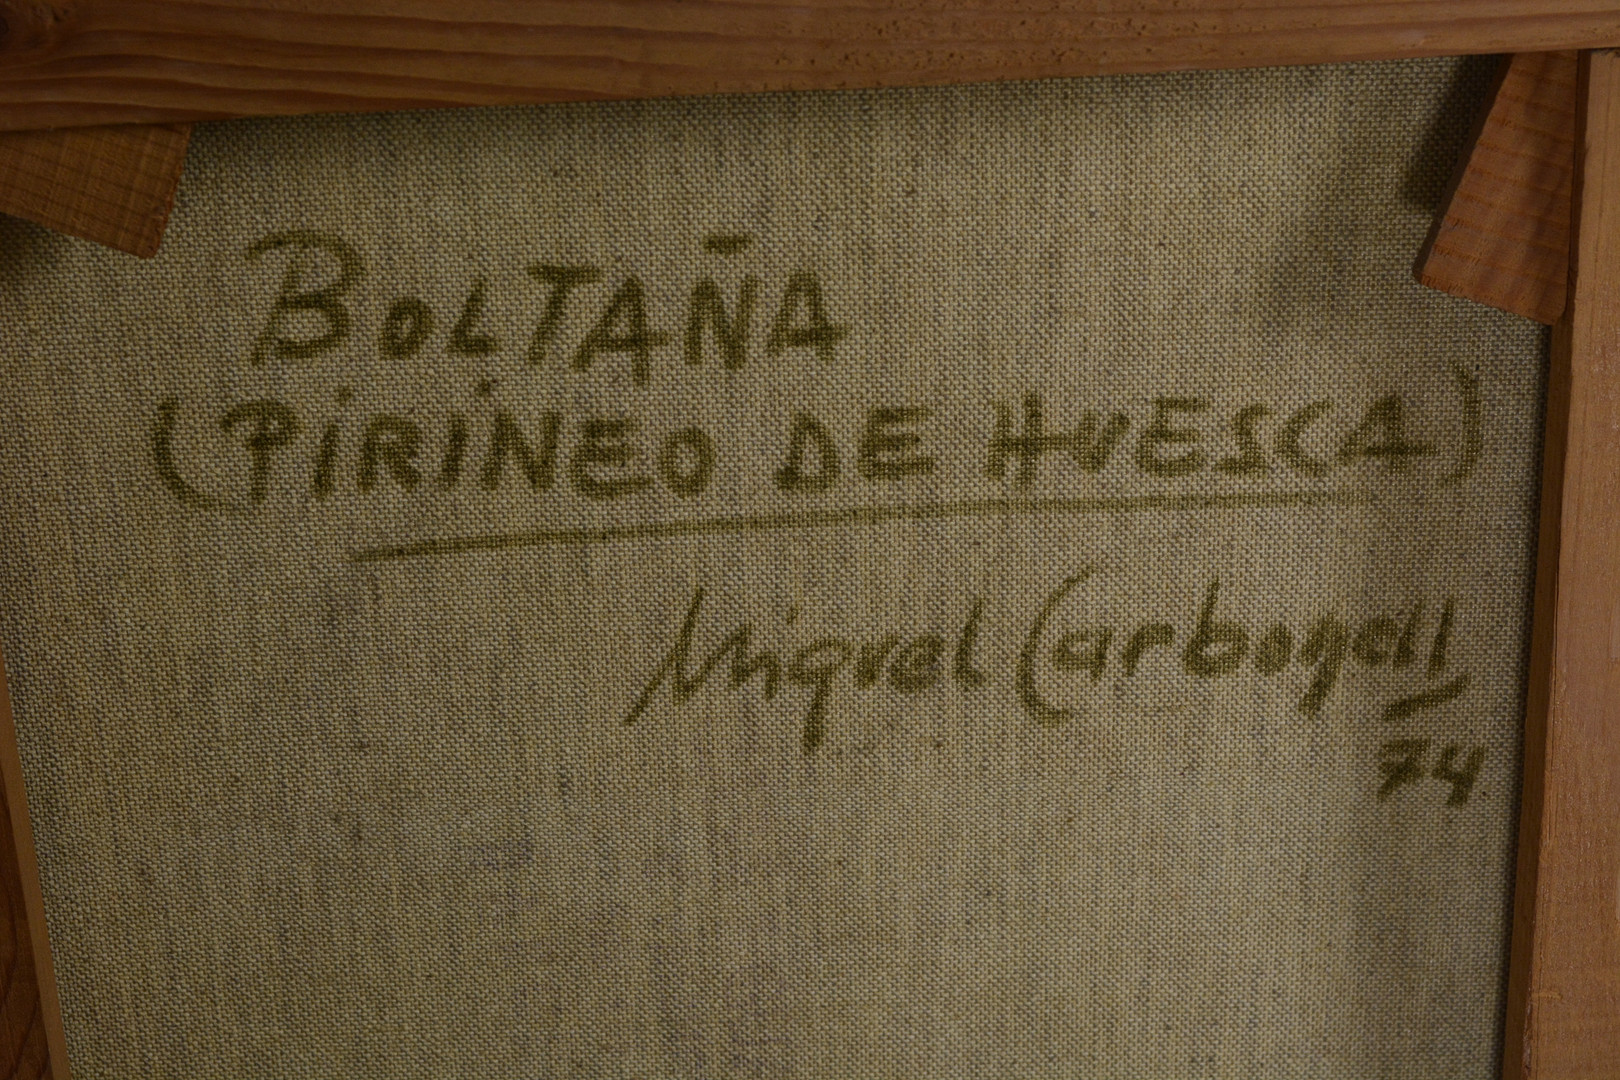 BOLTAÑA
(PIRINEO DE HUESCA)
Miguel Carbonell
74